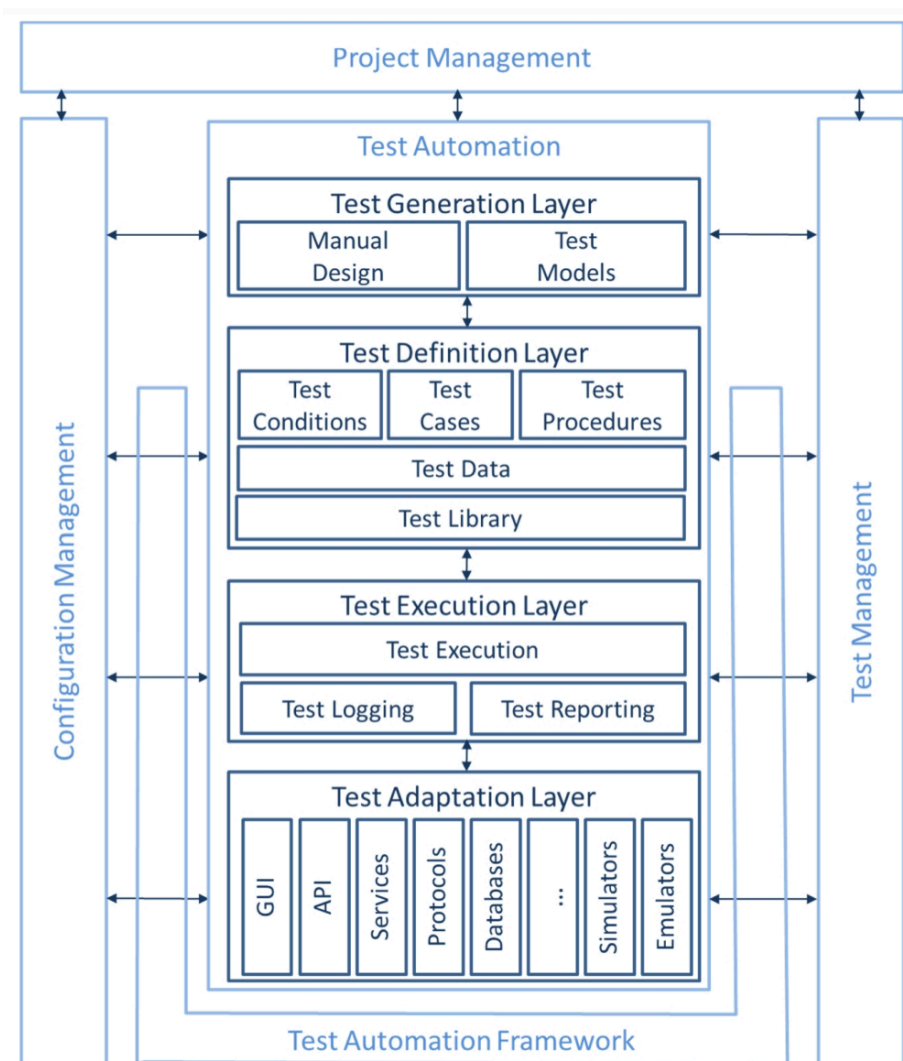 Project Management
Test Automation
Test Generation Layer
Manual
Design
Test
Models
Test Definition Layer
Test
Conditions
Test
Cases
Test
Procedures
Test Data
Test Library
Test Execution Layer
Test Execution
Test Logging
Test Reporting
Test Adaptation Layer
GUI
API
Services
Protocols
Databases
...
Simulators
Emulators
Configuration Management
Test Management
Test Automation Framework